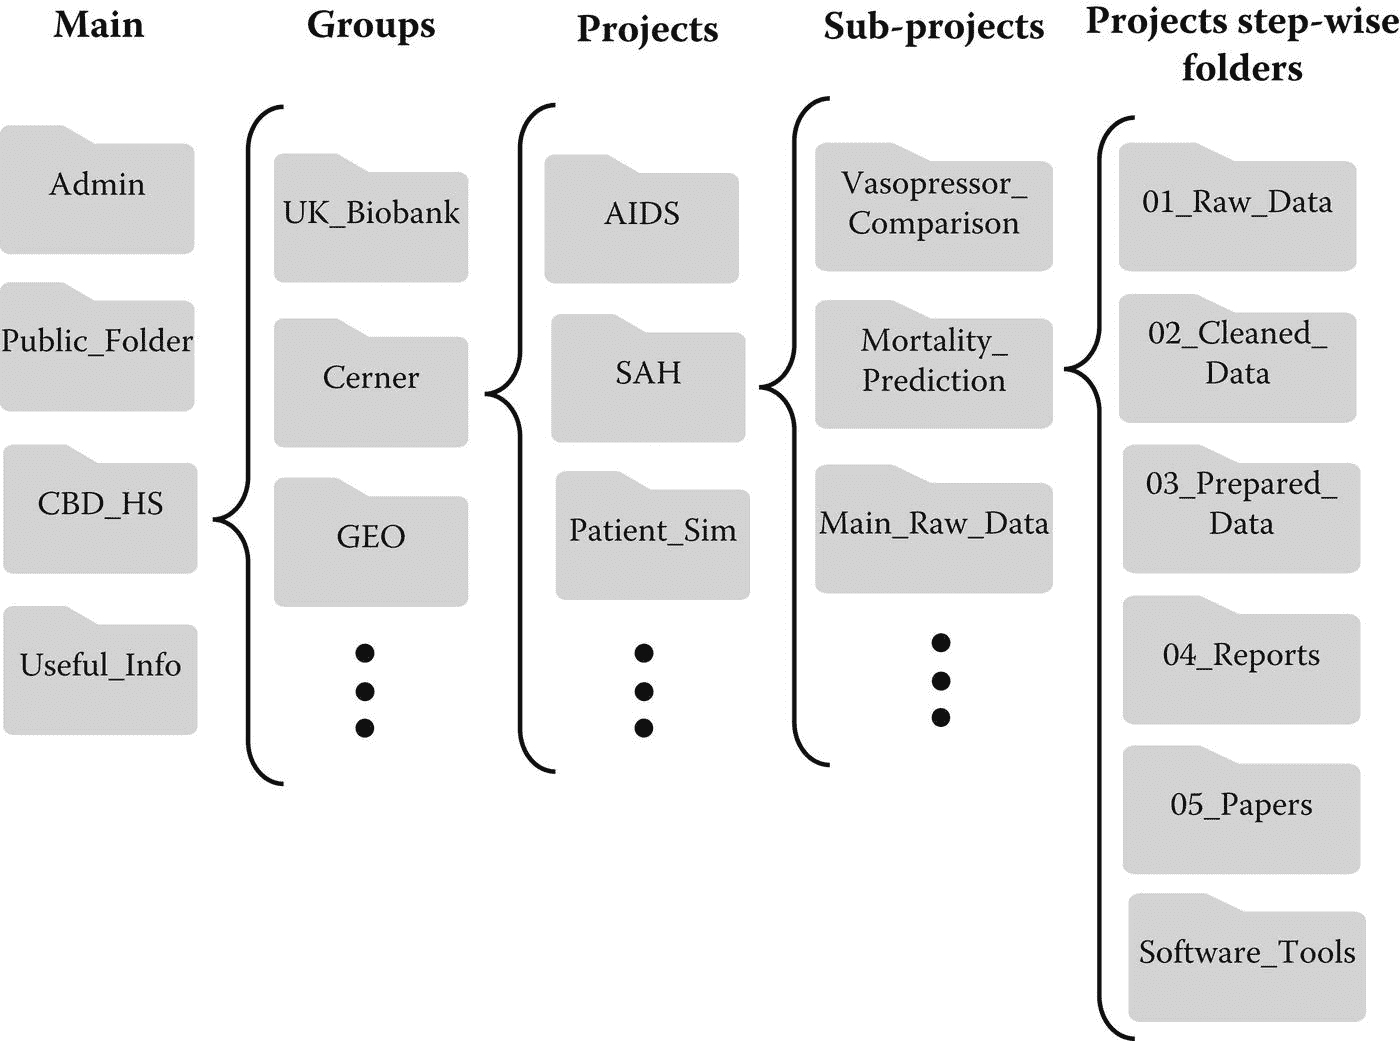 Main
Groups
Projects
Sub-projects
Projects step-wise
folders
Admin
Public_Folder
CBD_HS
Useful_Info
UK_Biobank
Cerner
GEO
AIDS
SAH
Patient_Sim
Vasopressor_
Comparison
Mortality_
Prediction
Main_Raw_Data
01_Raw_Data
02_Cleaned_
Data
03_Prepared_
Data
04_Reports
05_Papers
Software_Tools